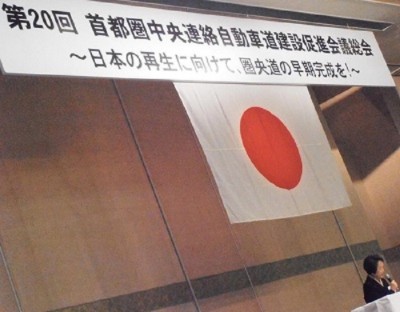 第20回 首都圏中央連絡自動車道建設促進会議総会
～日本の再生に向けて、圏央道の早期完成を！～